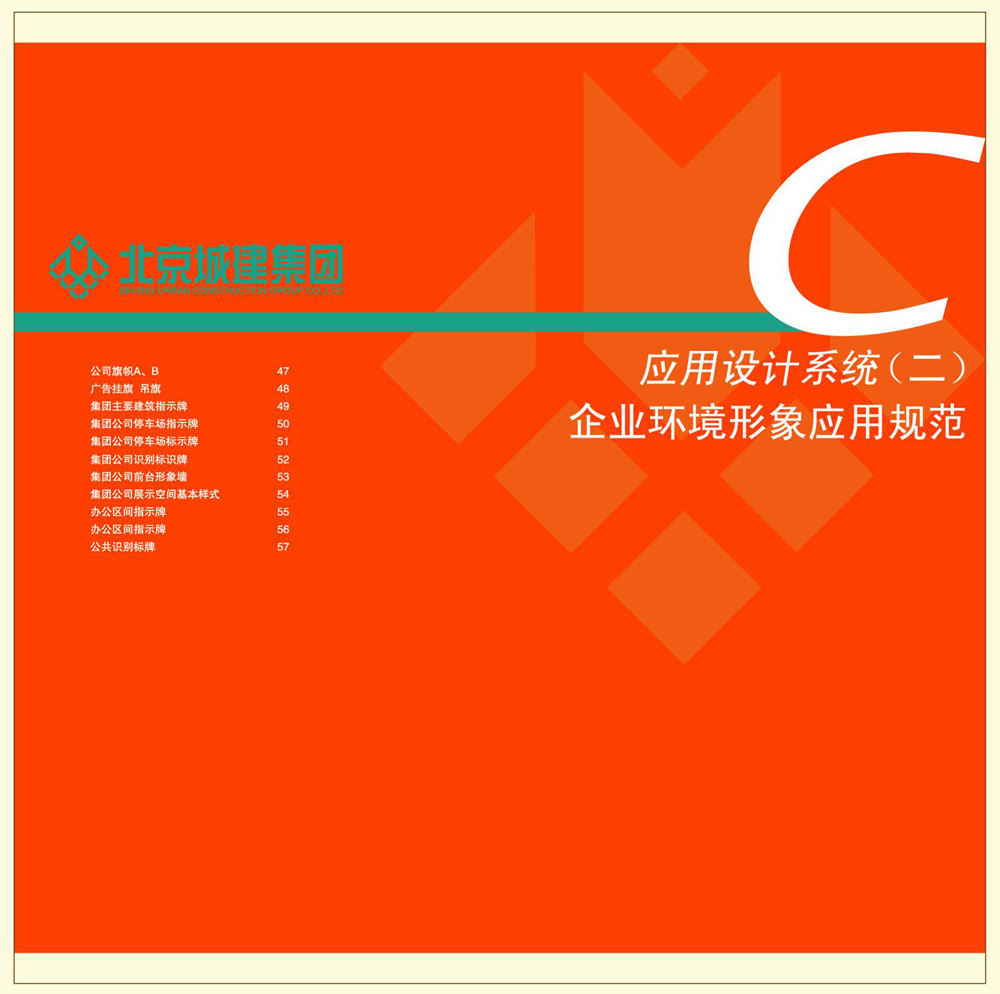 C
北京城建集团
BEIJING URBAN CONSTRUCTION GROUP CO.,LTD.
应用设计系统（二）
企业环境形象应用规范
公司旗帜A、B 47
广告挂旗 吊旗 48
集团主要建筑指示牌 49
集团公司停车场指示牌 50
集团公司停车场标示牌 51
集团公司识别标识牌 52
集团公司前台形象墙 53
集团公司展示空间基本样式 54
办公区间指示牌 55
办公区间指示牌 56
公共识别标牌 57